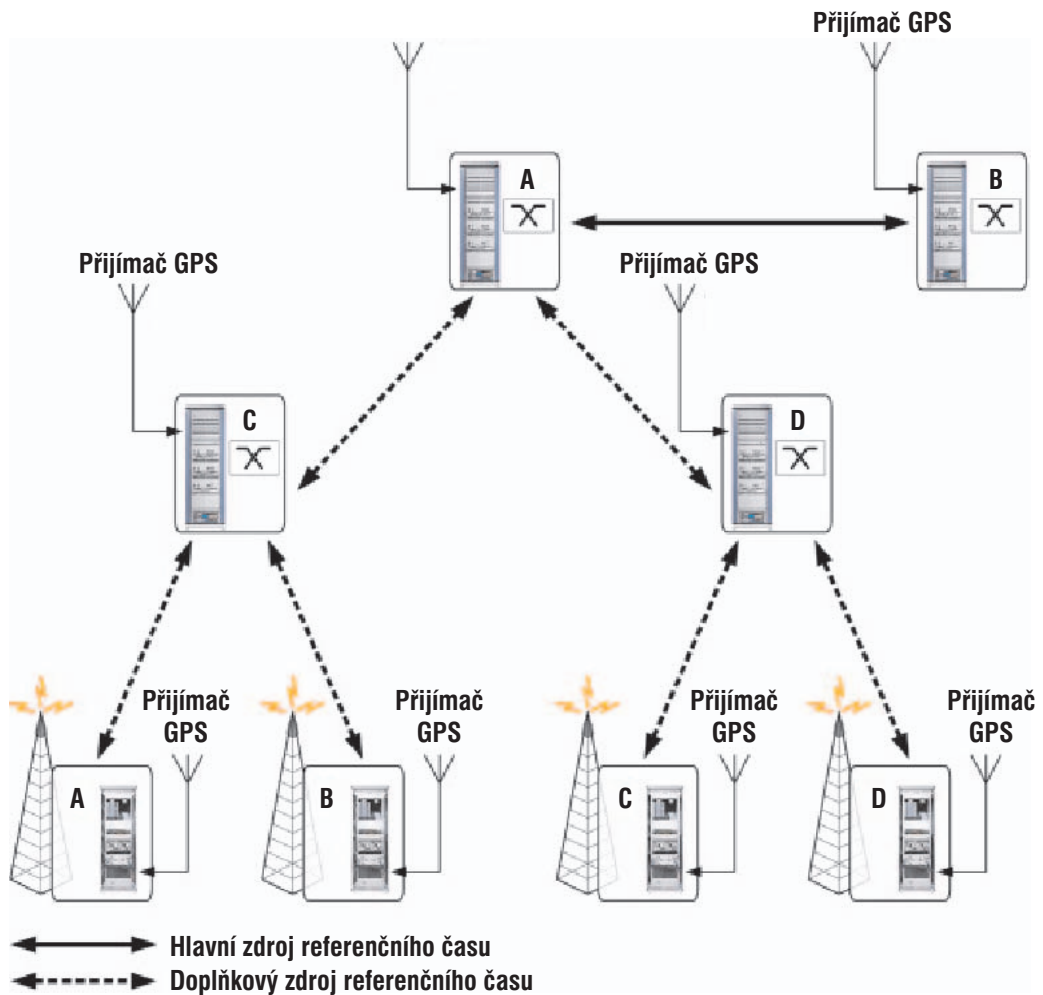 Přijímač GPS
A
B
Přijímač GPS
Přijímač GPS
C
D
Přijímač
GPS
Přijímač
GPS
Přijímač
GPS
Přijímač
GPS
A
B
C
D
Hlavní zdroj referenčního času
Doplňkový zdroj referenčního času